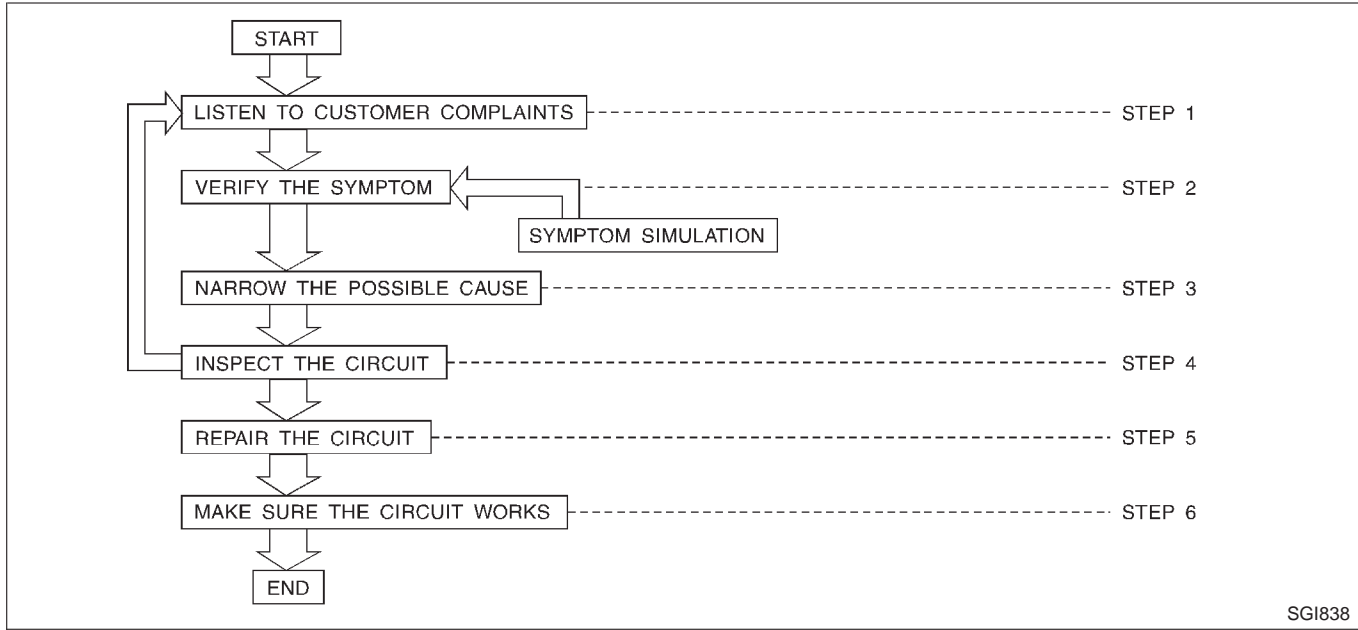 START
LISTEN TO CUSTOMER COMPLAINTS STEP 1
VERIFY THE SYMPTOM STEP 2
SYMPTOM SIMULATION
NARROW THE POSSIBLE CAUSE STEP 3
INSPECT THE CIRCUIT STEP 4
REPAIR THE CIRCUIT STEP 5
MAKE SURE THE CIRCUIT WORKS STEP 6
END
SGI838